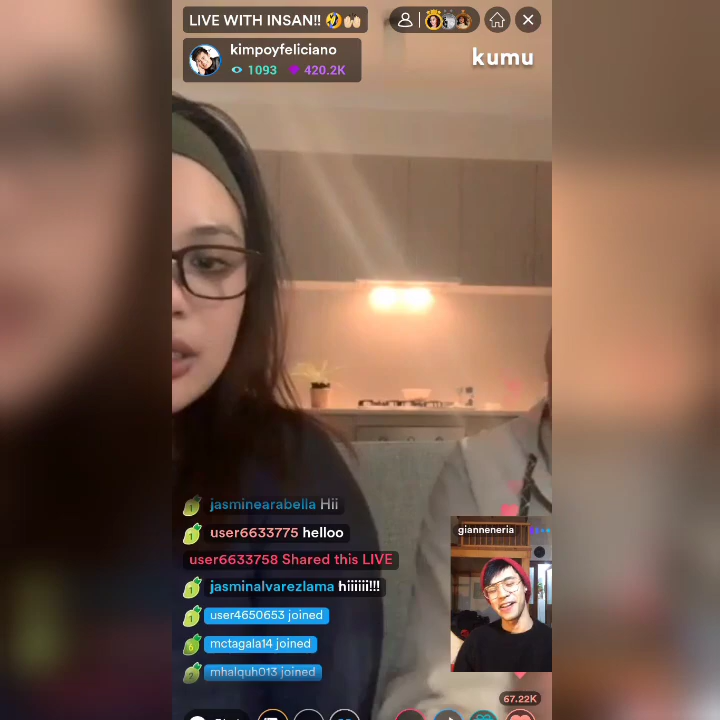 LIVE WITH INSAN!! 🤣🙌🏻
kimpoyfeliciano
1093 420.2K
kumu
jasminearabella Hii
user6633775 helloo
user6633758 Shared this LIVE
jasminalvarezlama hiiiiii!!!
user4650653 joined
mctagala14 joined
mhalquh013 joined
gianneneria
67.22K